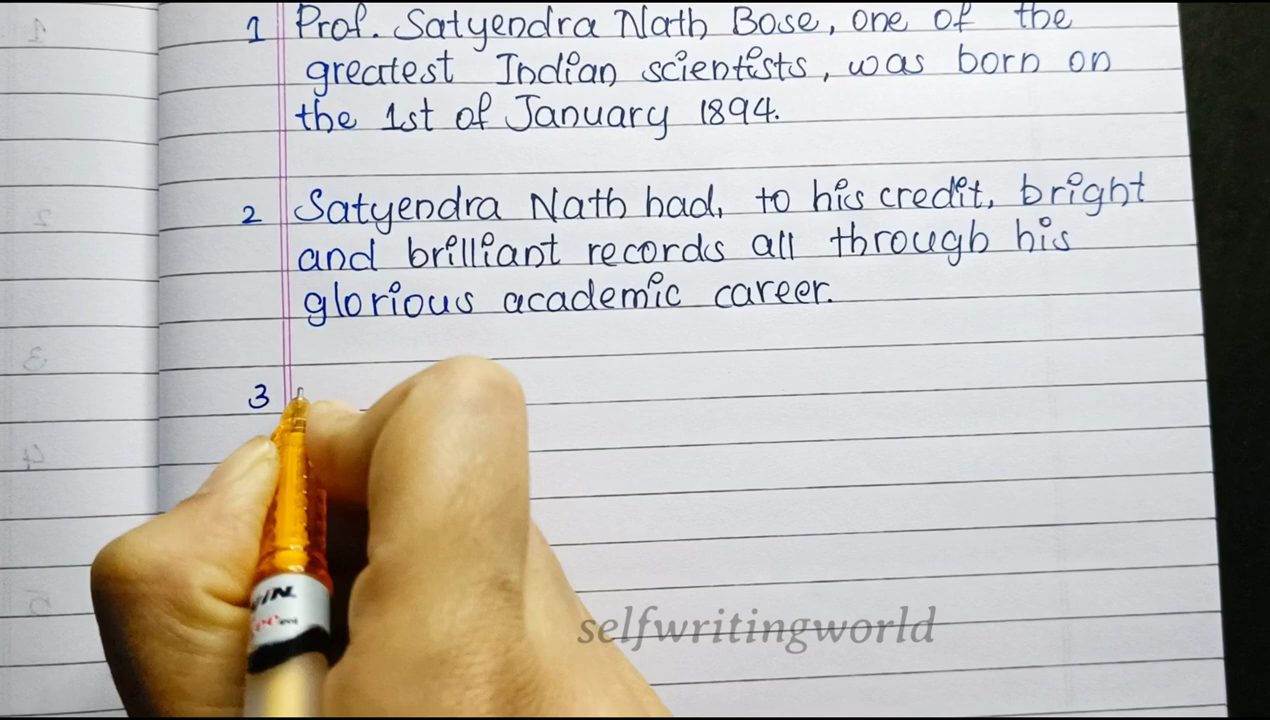 1 Prof. Satyendra Nath Bose, one of the
greatest Indian scientists, was born on
the 1st of January 1894.
2 Satyendra Nath had, to his credit, bright
and brilliant records all through his
glorious academic career.
3
selfwritingworld